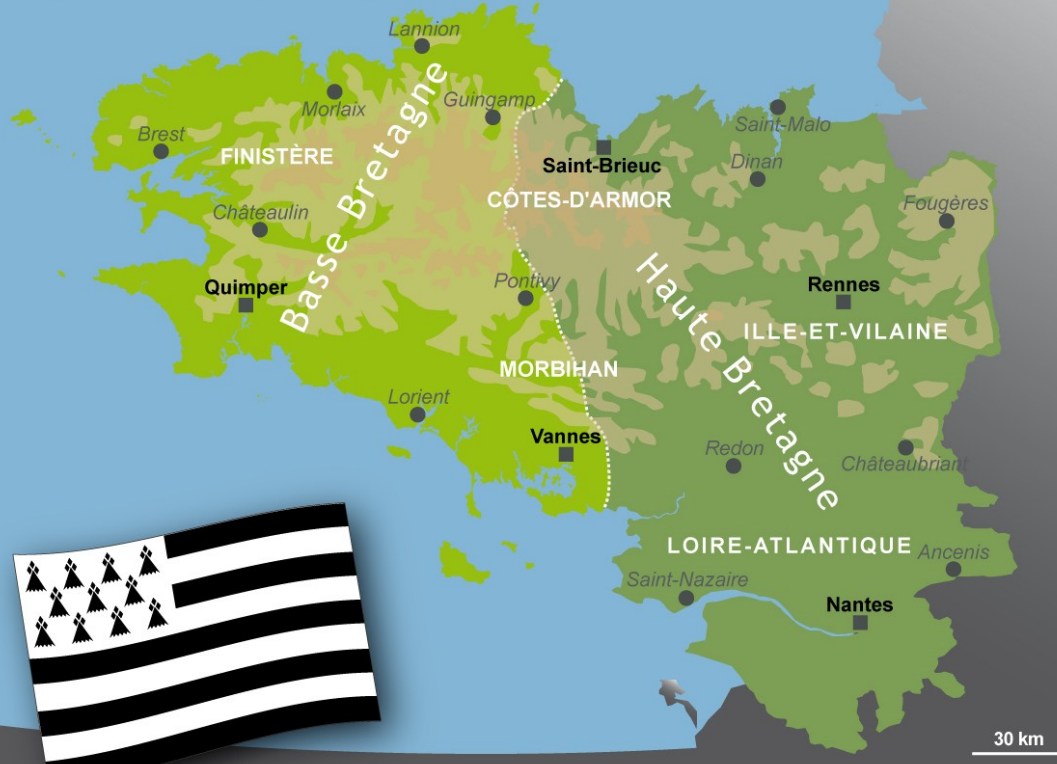 Lannion
Morlaix
Guingamp
Saint-Malo
Brest
FINISTÈRE
Saint-Brieuc
Dinan
Basse Bretagne
CÔTES-D'ARMOR
Fougères
Châteaulin
Quimper
Pontivy
Rennes
Haute Bretagne
ILLE-ET-VILAINE
MORBIHAN
Lorient
Vannes
Redon
Châteaubriant
LOIRE-ATLANTIQUE
Ancenis
Saint-Nazaire
Nantes
30 km